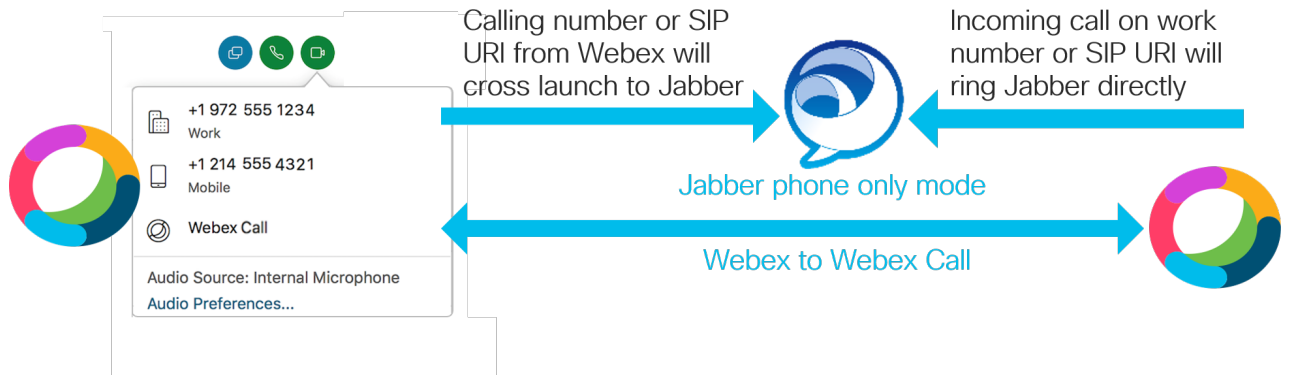 Calling number or SIP
URI from Webex will
cross launch to Jabber
Incoming call on work
number or SIP URI will
ring Jabber directly
+1 972 555 1234
Work
+1 214 555 4321
Mobile
Webex Call
Audio Source: Internal Microphone
Audio Preferences...
Jabber phone only mode
Webex to Webex Call